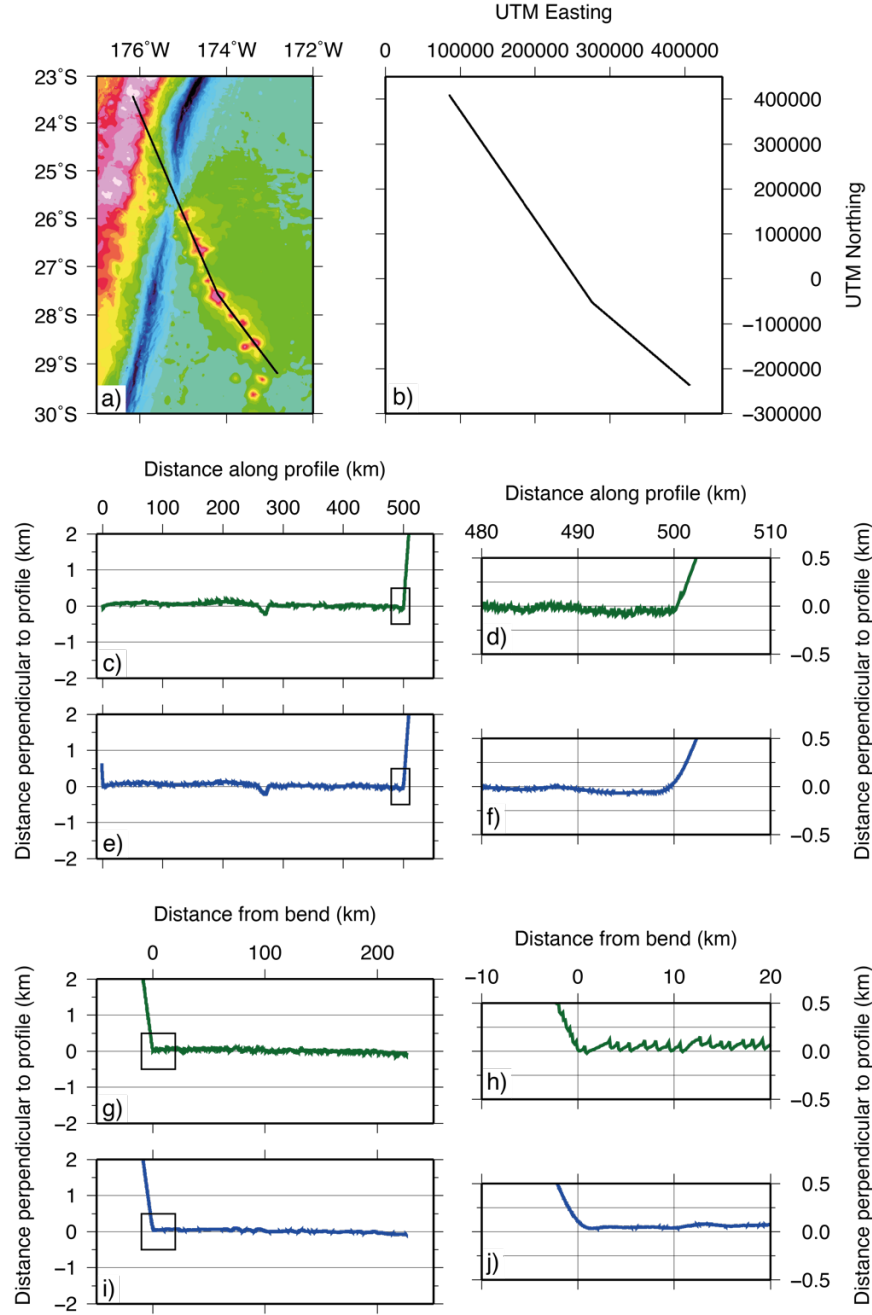 UTM Easting
176˚W 174˚W 172˚W
0 100000 200000 300000 400000
23˚S
24˚S
25˚S
26˚S
27˚S
28˚S
29˚S
30˚S
a)
b)
400000
300000
200000
100000
0
−100000
−200000
−300000
UTM Northing
Distance along profile (km)
0 100 200 300 400 500
Distance perpendicular to profile (km)
2
1
0
−1
−2
c)
Distance along profile (km)
480 490 500 510
0.5
0.0
−0.5
d)
Distance perpendicular to profile (km)
2
1
0
−1
−2
e)
0.5
0.0
−0.5
f)
Distance from bend (km)
0 100 200
Distance perpendicular to profile (km)
2
1
0
−1
−2
g)
Distance from bend (km)
−10 0 10 20
0.5
0.0
−0.5
h)
Distance perpendicular to profile (km)
2
1
0
−1
−2
i)
0.5
0.0
−0.5
j)